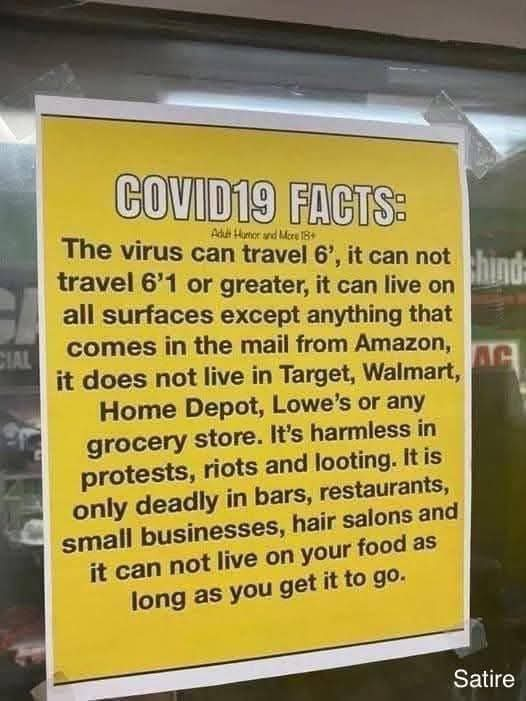 COVID19 FACTS:
Adult Humor and More 18+
The virus can travel 6', it can not
travel 6'1 or greater, it can live on
all surfaces except anything that
comes in the mail from Amazon,
it does not live in Target, Walmart,
Home Depot, Lowe's or any
grocery store. It's harmless in
protests, riots and looting. It is
only deadly in bars, restaurants,
small businesses, hair salons and
it can not live on your food as
long as you get it to go.
Satire